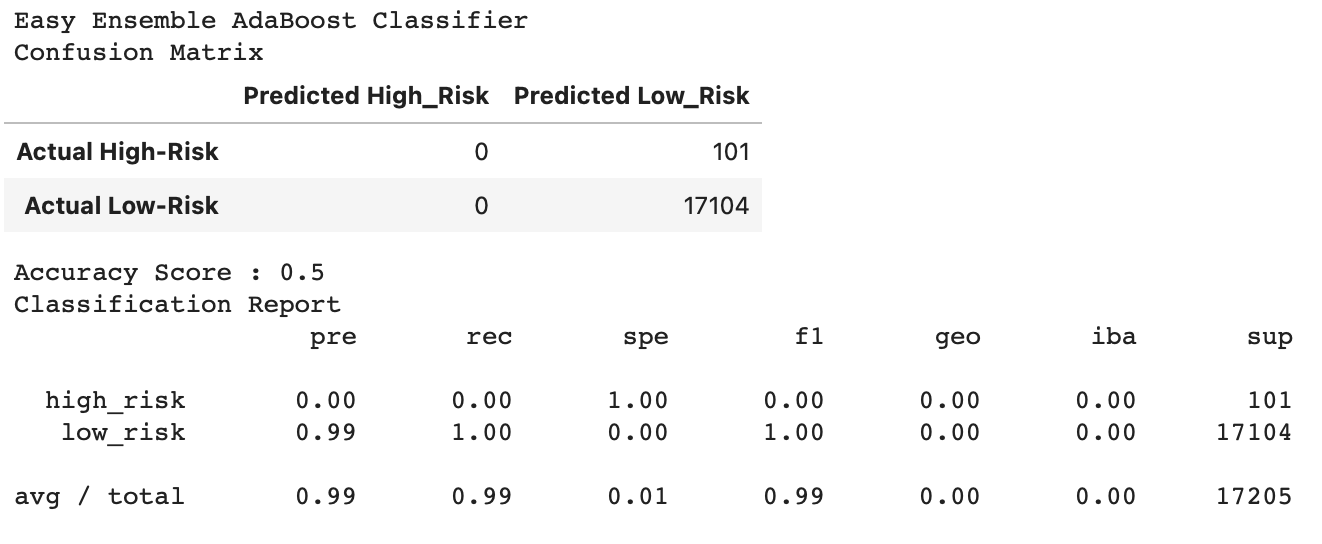 Easy Ensemble AdaBoost Classifier
Confusion Matrix
Predicted High_Risk Predicted Low_Risk
Actual High-Risk 0 101
Actual Low-Risk 0 17104
Accuracy Score : 0.5
Classification Report
pre rec spe f1 geo iba sup
high_risk 0.00 0.00 1.00 0.00 0.00 0.00 101
low_risk 0.99 1.00 0.00 1.00 0.00 0.00 17104
avg / total 0.99 0.99 0.01 0.99 0.00 0.00 17205